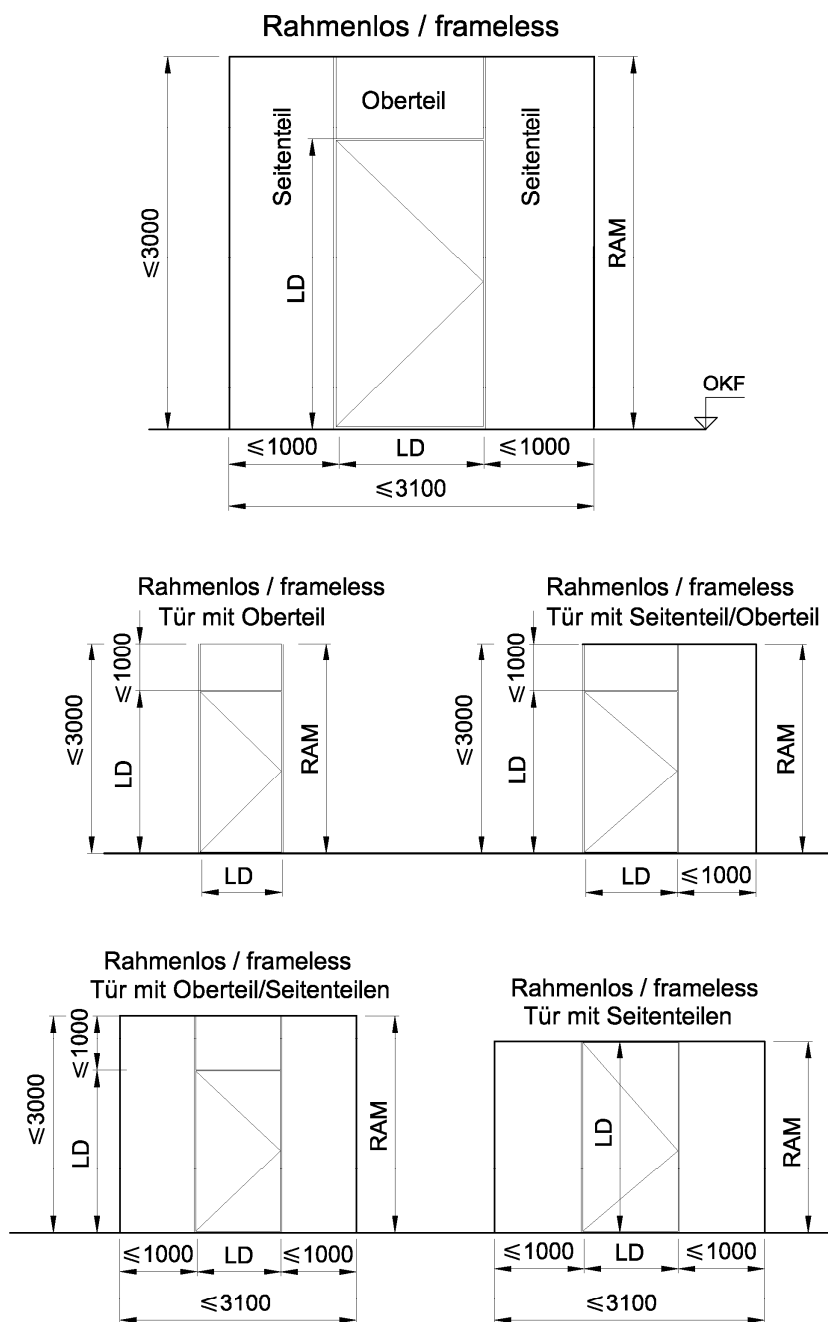 Rahmenlos / frameless
Oberteil
Seitenteil
Seitenteil
≤3000
LD
RAM
OKF
≤1000
LD
≤1000
≤3100
Rahmenlos / frameless
Tür mit Oberteil
≤1000
≤3000
LD
RAM
LD
Rahmenlos / frameless
Tür mit Seitenteil/Oberteil
≤1000
≤3000
LD
RAM
LD
≤1000
Rahmenlos / frameless
Tür mit Oberteil/Seitenteilen
≤1000
≤3000
LD
RAM
≤1000
LD
≤1000
≤3100
Rahmenlos / frameless
Tür mit Seitenteilen
LD
RAM
≤1000
LD
≤1000
≤3100